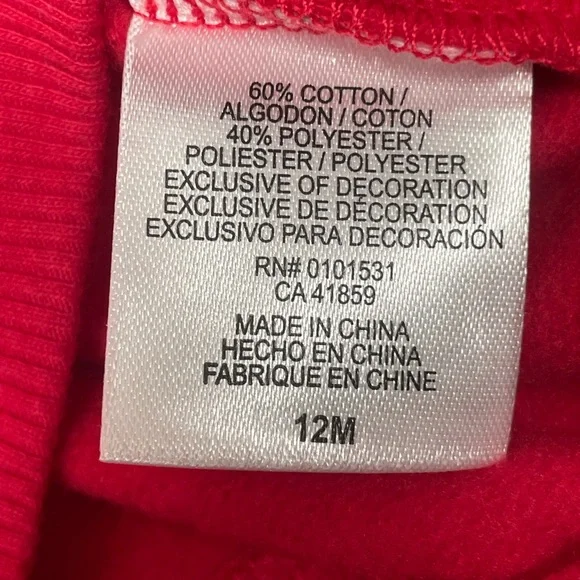 60% COTTON /
ALGODON / COTON
40% POLYESTER /
POLIESTER / POLYESTER
EXCLUSIVE OF DECORATION
EXCLUSIVE DE DÉCORATION
EXCLUSIVO PARA DECORACIÓN
RN# 0101531
CA 41859
MADE IN CHINA
HECHO EN CHINA
FABRIQUE EN CHINE
12M